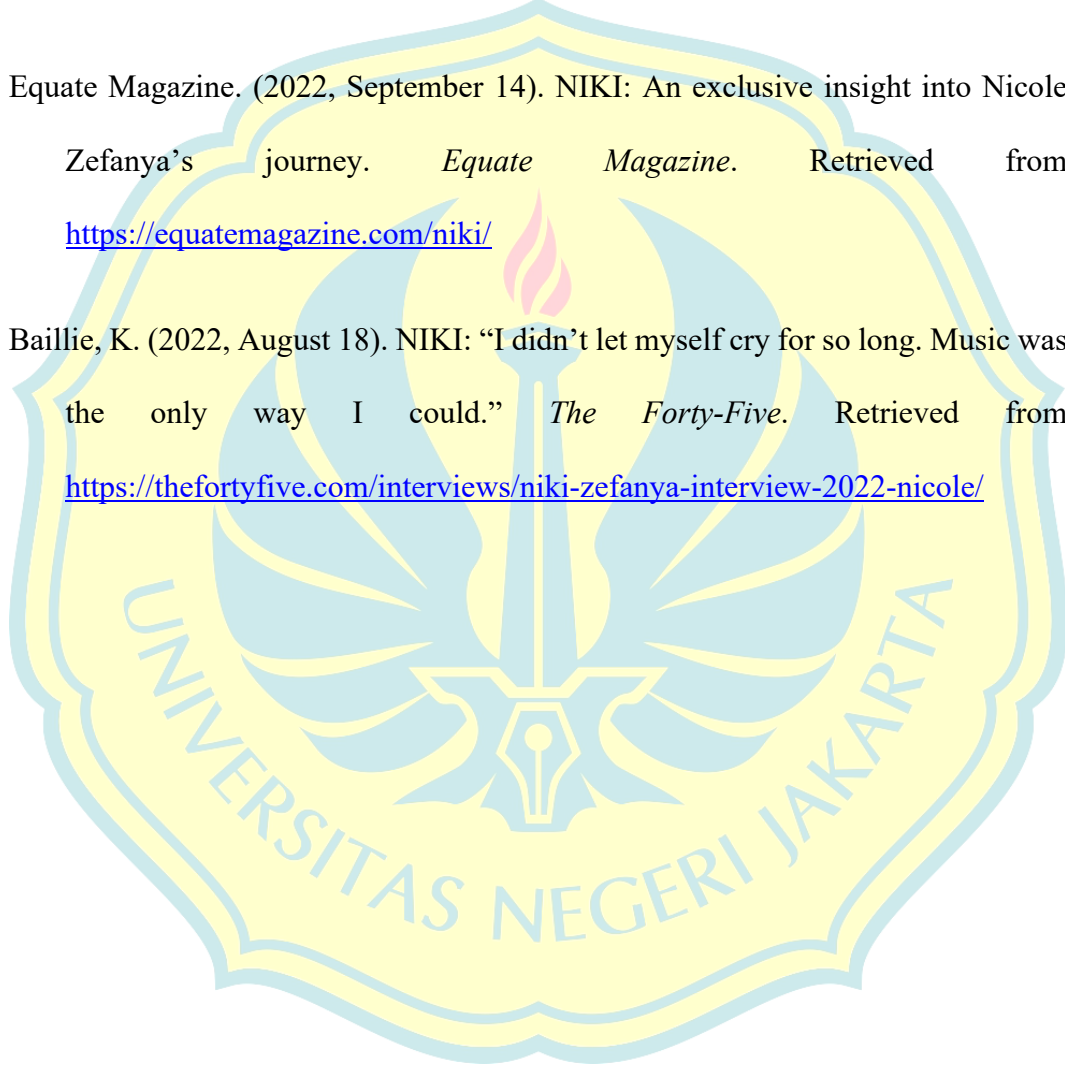 Equate Magazine. (2022, September 14). NIKI: An exclusive insight into Nicole
Zefanya’s journey. Equate Magazine. Retrieved from
https://equatemagazine.com/niki/
Baillie, K. (2022, August 18). NIKI: “I didn’t let myself cry for so long. Music was
the only way I could.” The Forty-Five. Retrieved from
https://thefortyfive.com/interviews/niki-zefanya-interview-2022-nicole/
UNIVERSITAS NEGERI JAKARTA